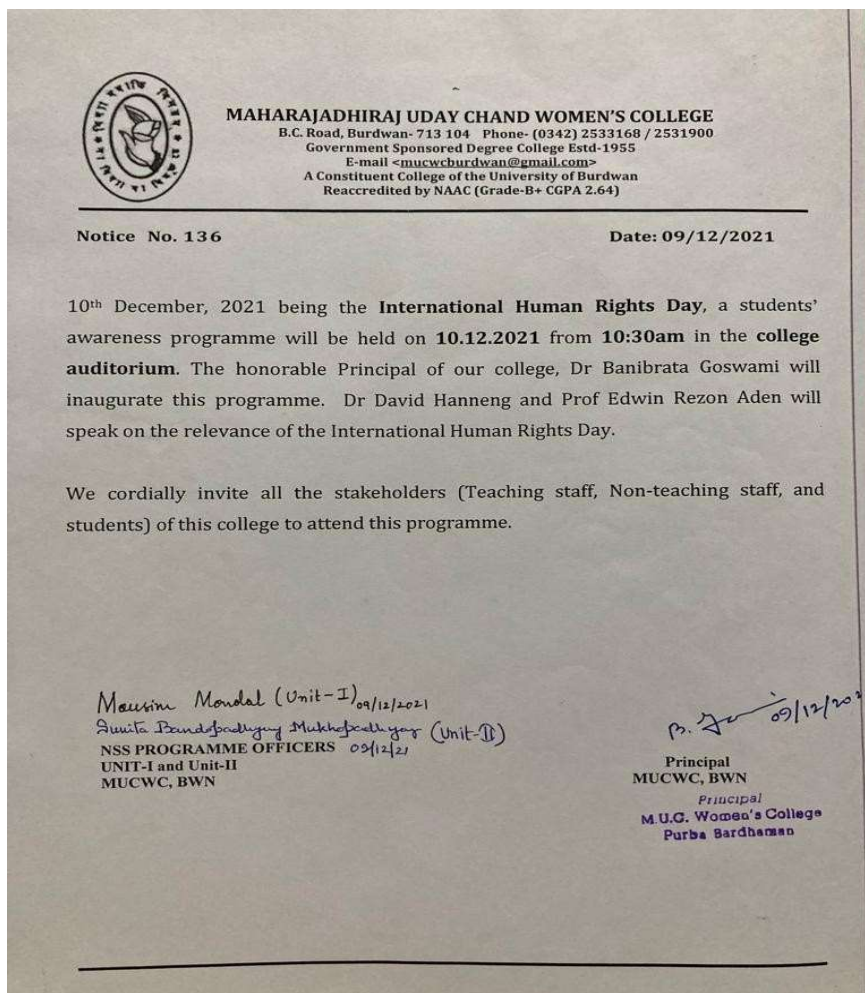 MAHARAJADHIRAJ UDAY CHAND WOMEN'S COLLEGE
B.C. Road, Burdwan- 713 104 Phone- (0342) 2533168 / 2531900
Government Sponsored Degree College Estd-1955
E-mail <mucwcburdwan@gmail.com>
A Constituent College of the University of Burdwan
Reaccredited by NAAC (Grade-B+ CGPA 2.64)
Notice No. 136 Date: 09/12/2021
10th December, 2021 being the International Human Rights Day, a students'
awareness programme will be held on 10.12.2021 from 10:30am in the college
auditorium. The honorable Principal of our college, Dr Banibrata Goswami will
inaugurate this programme. Dr David Hanneng and Prof Edwin Rezon Aden will
speak on the relevance of the International Human Rights Day.
We cordially invite all the stakeholders (Teaching staff, Non-teaching staff, and
students) of this college to attend this programme.
Mousim Mondal (Unit-I) 09/12/2021
Sunita Bandopadhyay Mukhopadhyay (Unit-II)
NSS PROGRAMME OFFICERS 09/12/21
UNIT-I and Unit-II
MUCWC, BWN
B. 09/12/202
Principal
MUCWC, BWN
Principal
M.U.C. Women's College
Purba Bardhaman